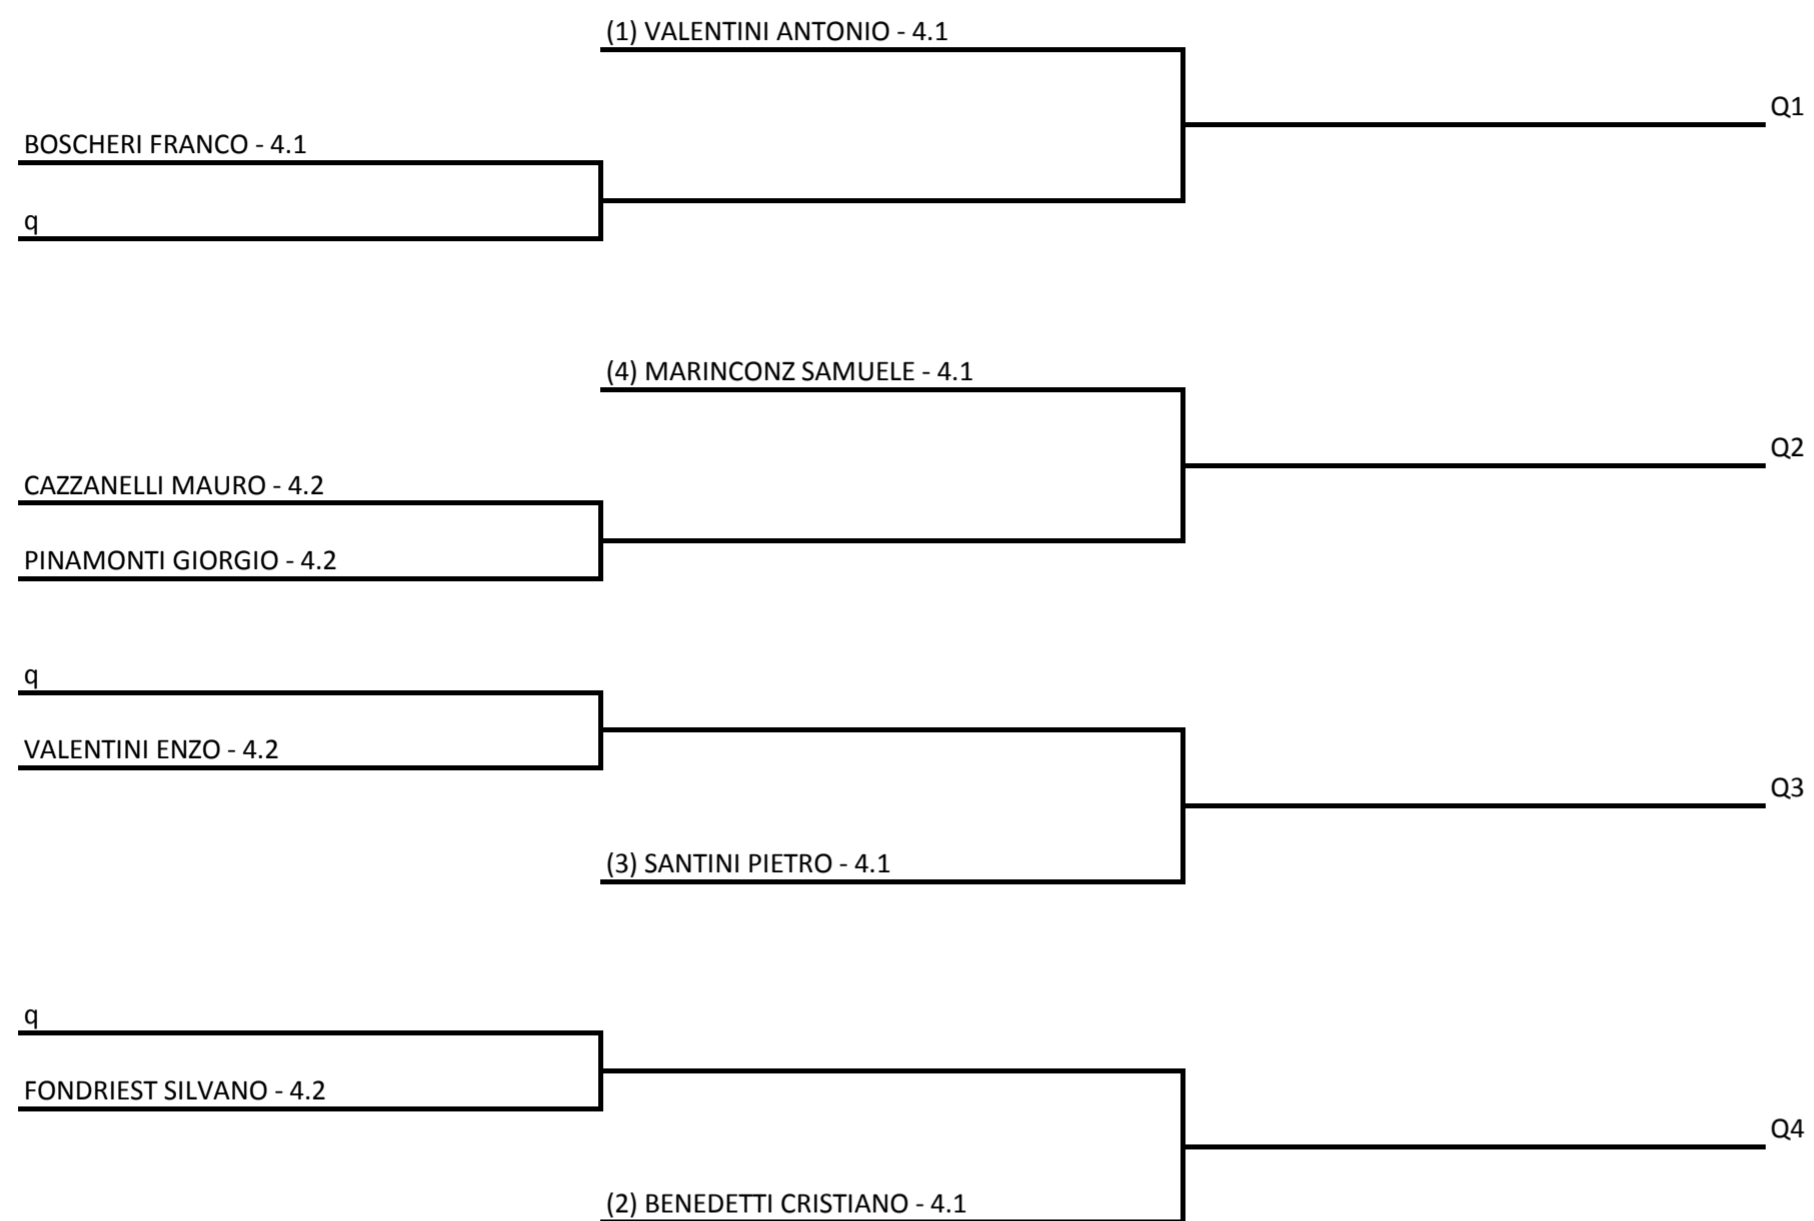 (1) VALENTINI ANTONIO - 4.1
Q1
BOSCHERI FRANCO - 4.1
q
(4) MARINCONZ SAMUELE - 4.1
Q2
CAZZANELLI MAURO - 4.2
PINAMONTI GIORGIO - 4.2
q
VALENTINI ENZO - 4.2
Q3
(3) SANTINI PIETRO - 4.1
q
FONDRIEST SILVANO - 4.2
Q4
(2) BENEDETTI CRISTIANO - 4.1